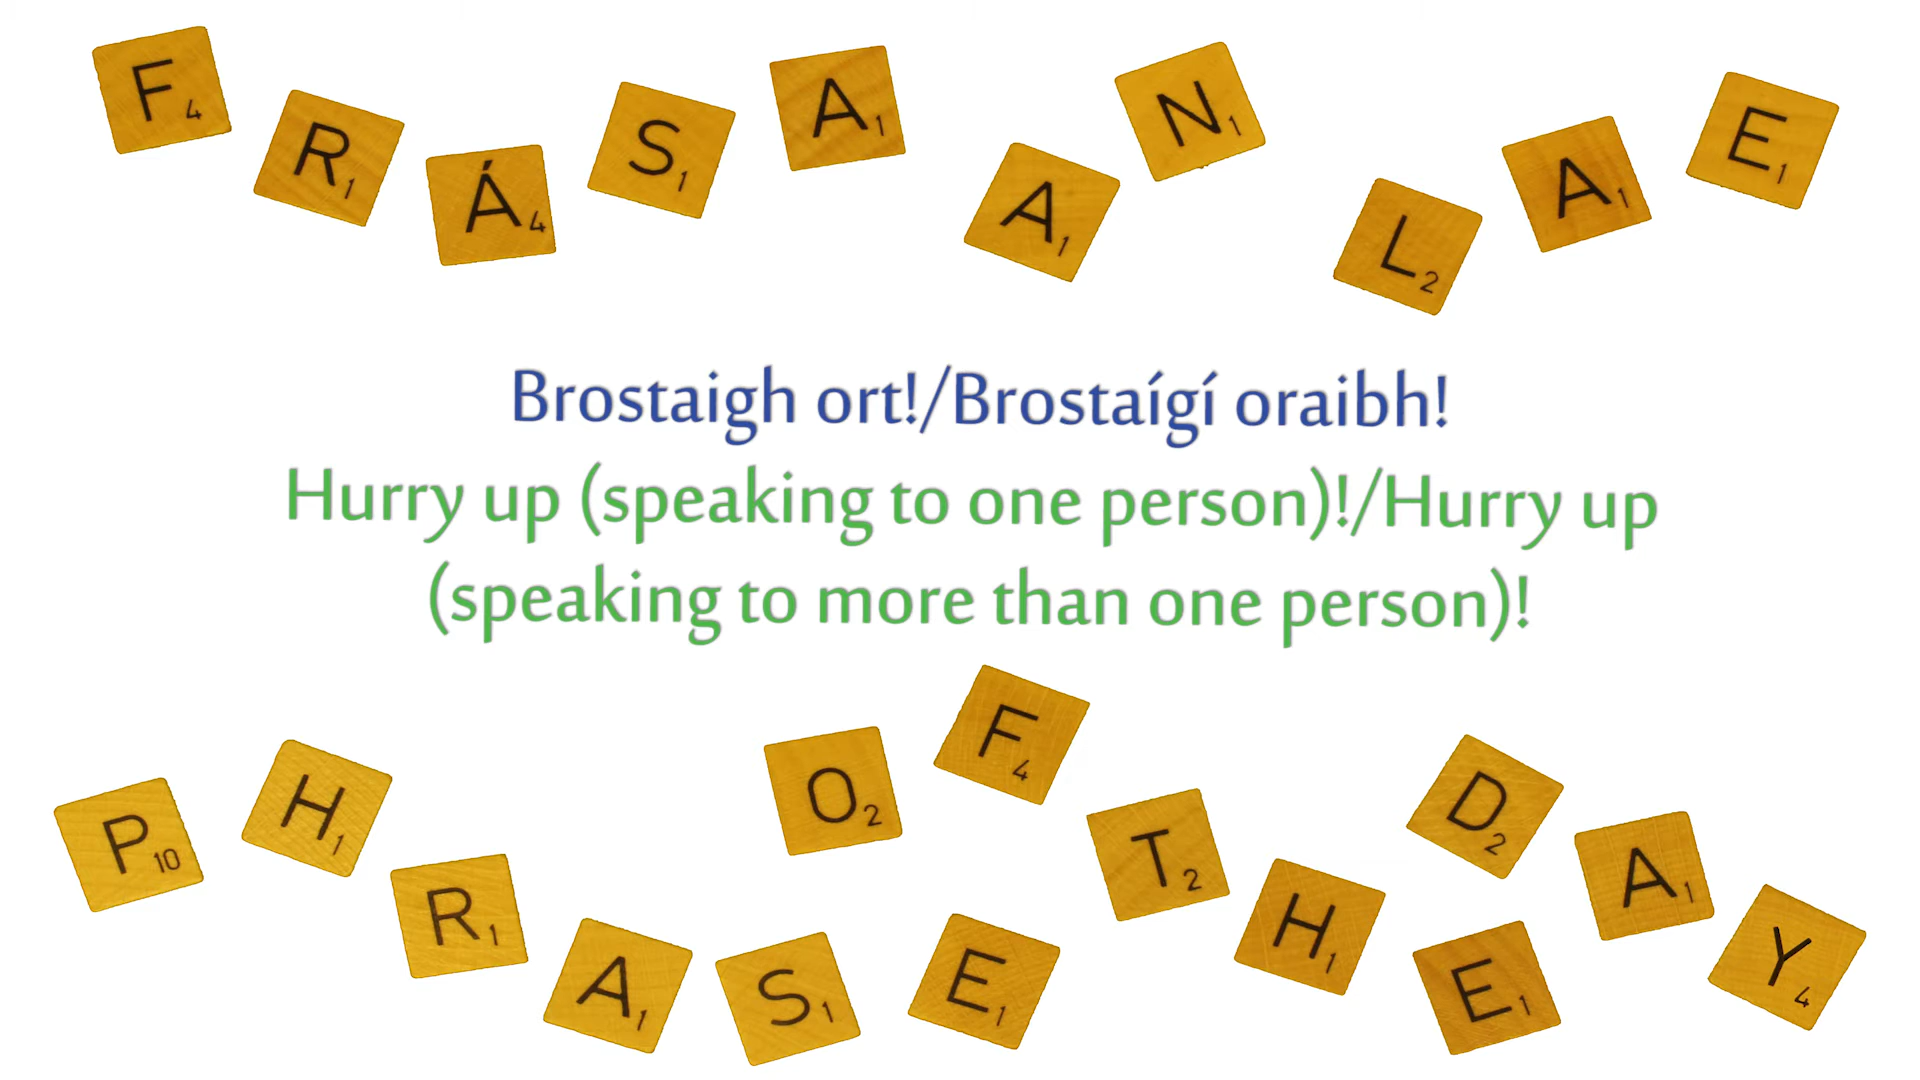 FRÁSA AN LAE
Brostaigh ort!/Brostaígí oraibh!
Hurry up (speaking to one person)!/Hurry up
(speaking to more than one person)!
PHRASE OF THE DAY